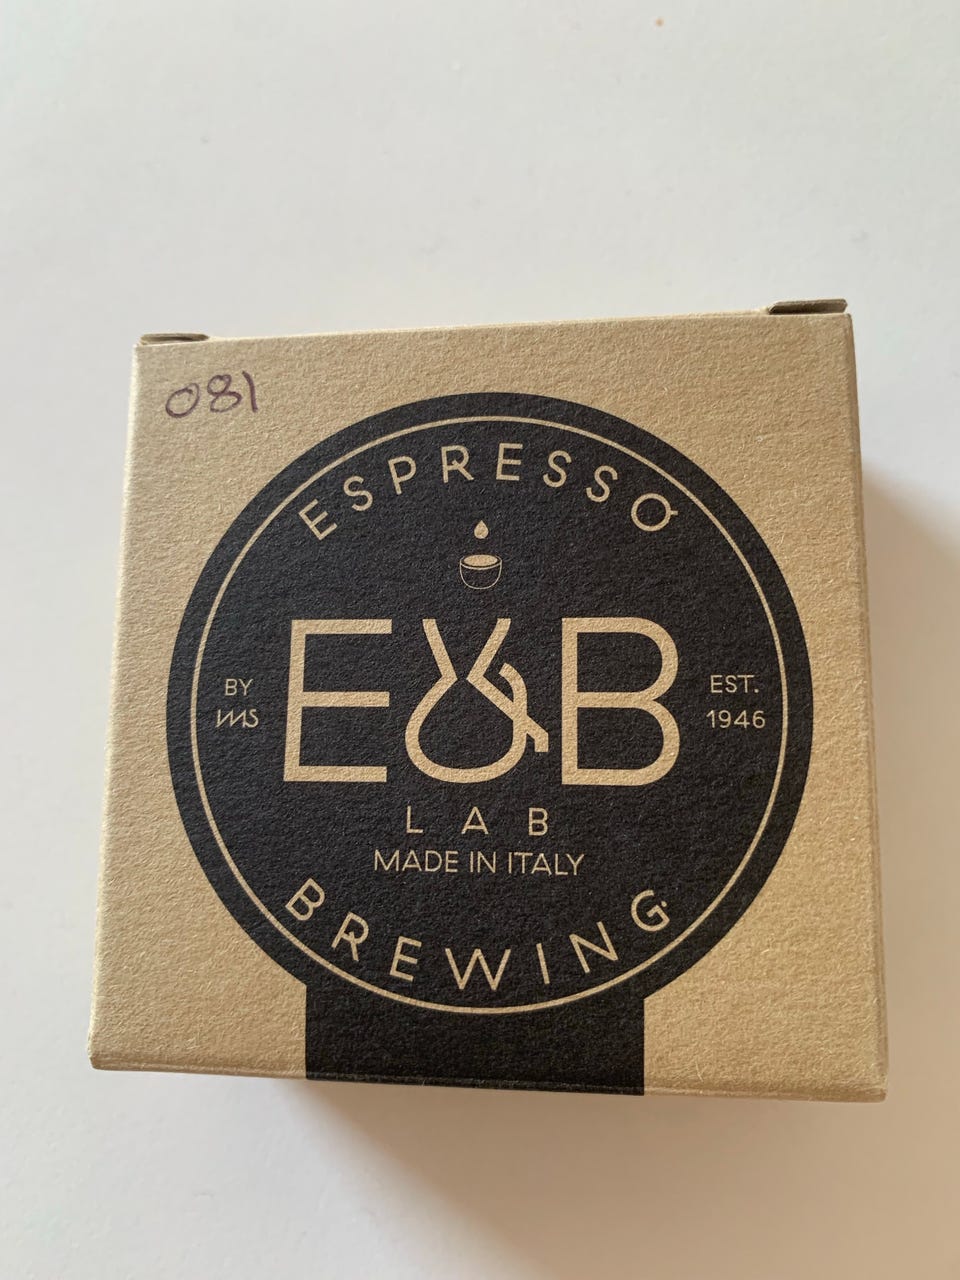 081
ESPRESSO
E&B
BY
IMS
EST.
1946
LAB
MADE IN ITALY
BREWING